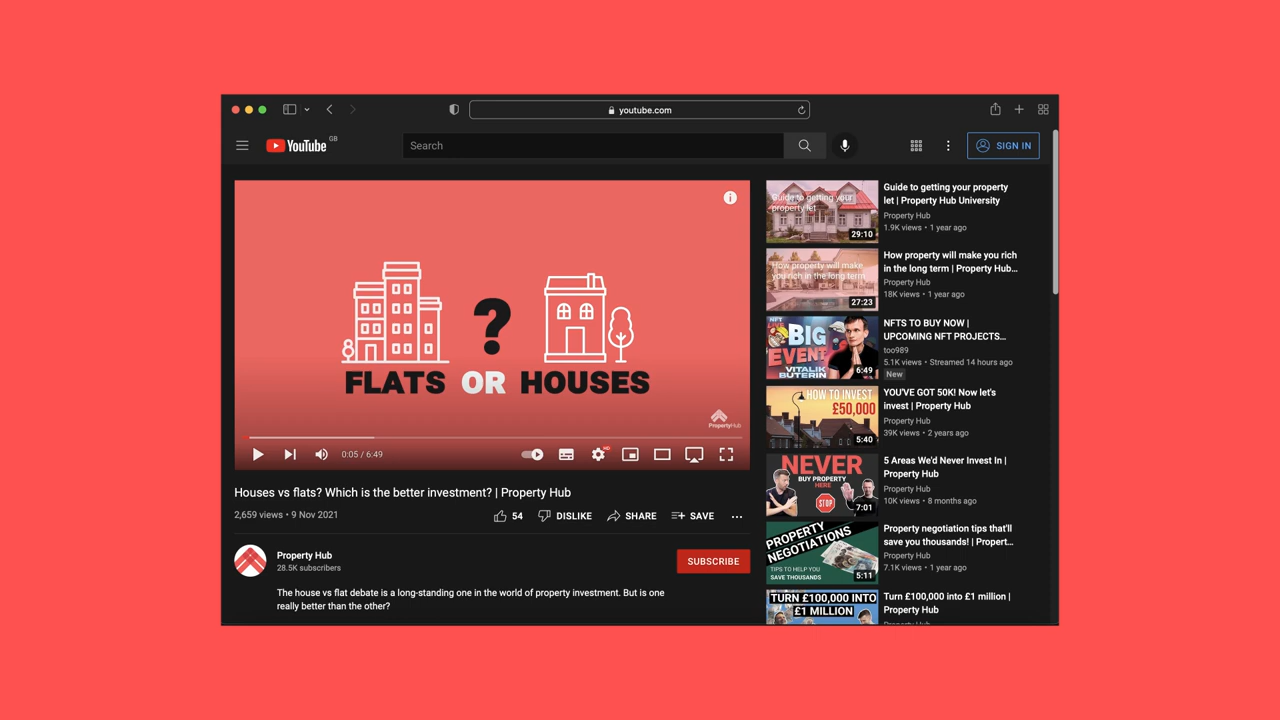 youtube.com
YouTube GB
Search
SIGN IN
?
FLATS OR HOUSES
PropertyHub
0:05 / 6:49
HD
Houses vs flats? Which is the better investment? | Property Hub
2,659 views • 9 Nov 2021
54
DISLIKE
SHARE
SAVE
Property Hub
28.5K subscribers
SUBSCRIBE
The house vs flat debate is a long-standing one in the world of property investment. But is one
really better than the other?
Guide to getting your
property let
29:10
Guide to getting your property
let | Property Hub University
Property Hub
1.9K views • 1 year ago
How property will make
you rich in the long term
27:23
How property will make you rich
in the long term | Property Hub...
Property Hub
18K views • 1 year ago
NFT
LIVE
BIG
EVENT
VITALIK
BUTERIN
6:49
NFTS TO BUY NOW |
UPCOMING NFT PROJECTS...
too989
5.1K views • Streamed 14 hours ago
New
HOW TO INVEST
£50,000
5:40
YOU'VE GOT 50K! Now let's
invest | Property Hub
Property Hub
39K views • 2 years ago
NEVER
BUY PROPERTY
HERE
STOP
7:01
5 Areas We'd Never Invest In |
Property Hub
Property Hub
10K views • 8 months ago
PROPERTY
NEGOTIATIONS
TIPS TO HELP YOU
SAVE THOUSANDS
5:11
Property negotiation tips that'll
save you thousands! | Propert...
Property Hub
7.1K views • 1 year ago
TURN £100,000 INTO
£1 MILLION
Turn £100,000 into £1 million |
Property Hub